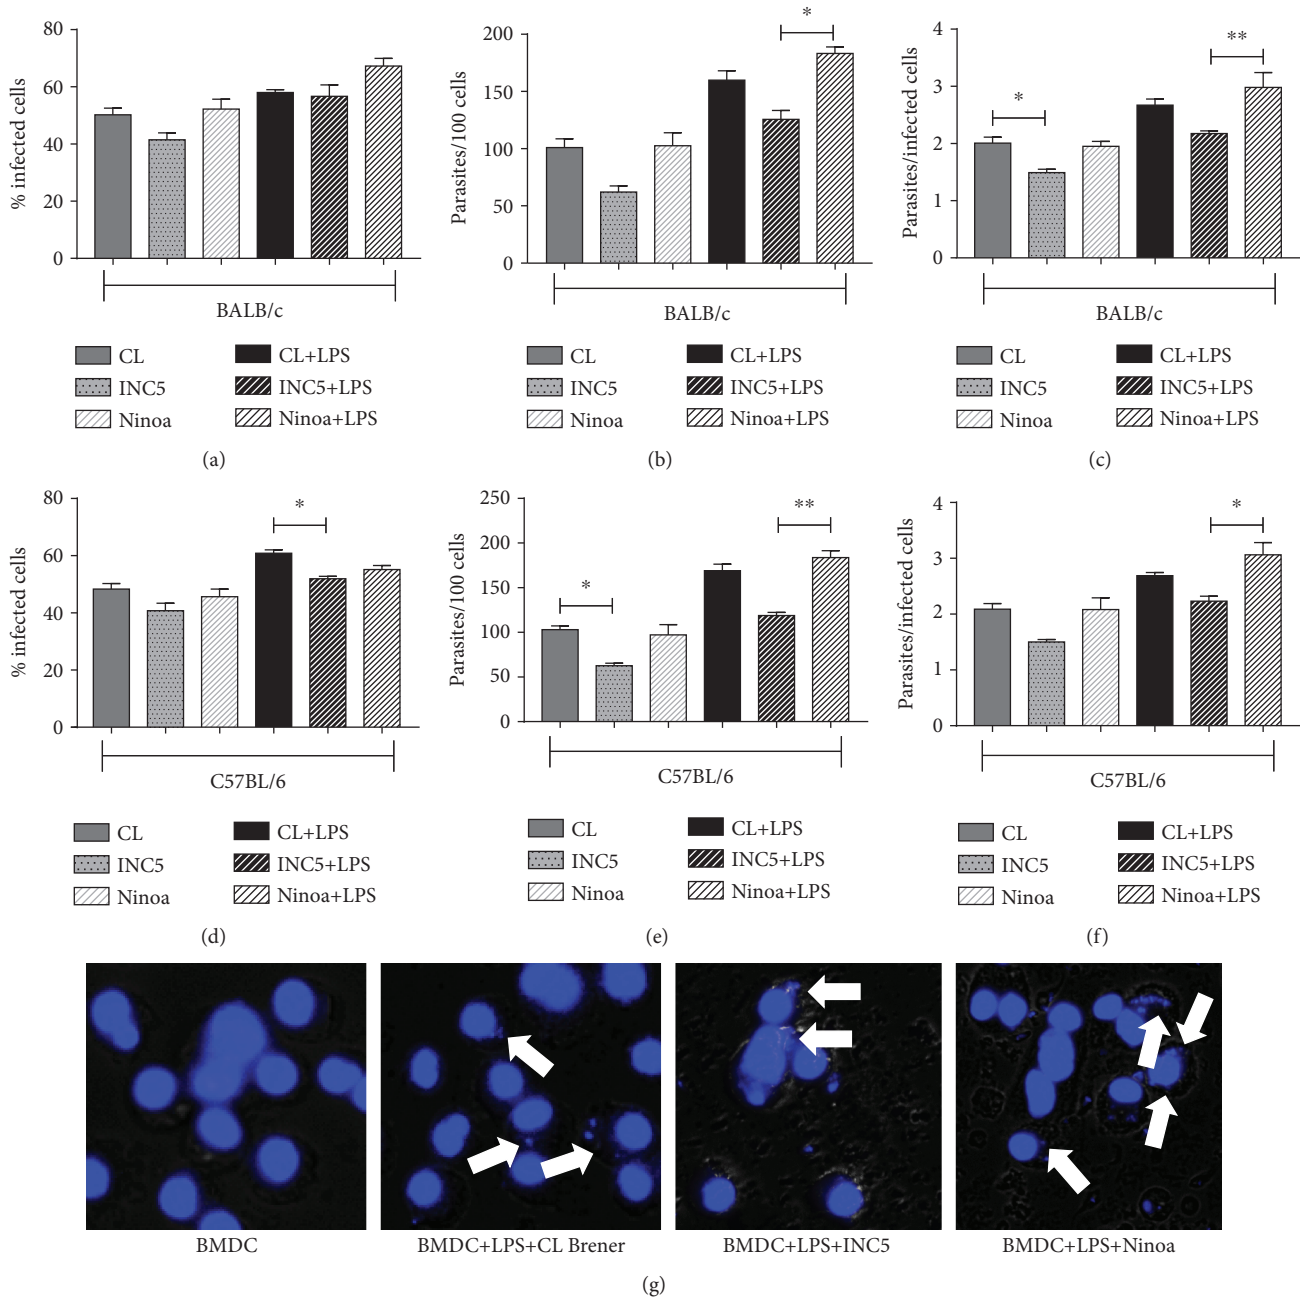 % infected cells
80
60
40
20
0
BALB/c
CL
INC5
Ninoa
CL+LPS
INC5+LPS
Ninoa+LPS
(a)
Parasites/100 cells
200
150
100
50
0
*
BALB/c
CL
INC5
Ninoa
CL+LPS
INC5+LPS
Ninoa+LPS
(b)
Parasites/infected cells
4
3
2
1
0
*
**
BALB/c
CL
INC5
Ninoa
CL+LPS
INC5+LPS
Ninoa+LPS
(c)
% infected cells
80
60
40
20
0
*
C57BL/6
CL
INC5
Ninoa
CL+LPS
INC5+LPS
Ninoa+LPS
(d)
Parasites/100 cells
250
200
150
100
50
0
*
**
C57BL/6
CL
INC5
Ninoa
CL+LPS
INC5+LPS
Ninoa+LPS
(e)
Parasites/infected cells
4
3
2
1
0
*
C57BL/6
CL
INC5
Ninoa
CL+LPS
INC5+LPS
Ninoa+LPS
(f)
BMDC
BMDC+LPS+CL Brener
BMDC+LPS+INC5
BMDC+LPS+Ninoa
(g)